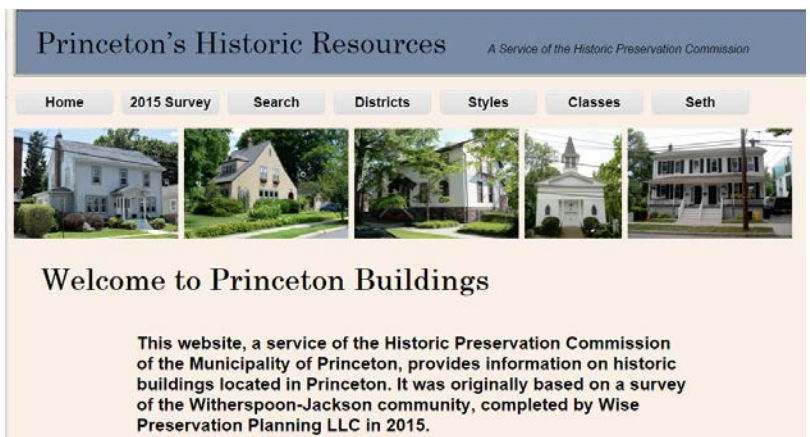 Princeton's Historic Resources
A Service of the Historic Preservation Commission
Home 2015 Survey Search Districts Styles Classes Seth
Welcome to Princeton Buildings
This website, a service of the Historic Preservation Commission
of the Municipality of Princeton, provides information on historic
buildings located in Princeton. It was originally based on a survey
of the Witherspoon-Jackson community, completed by Wise
Preservation Planning LLC in 2015.